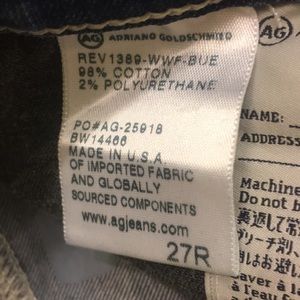 AG ADRIANO GOLDSCHMIED
REV1389-WWF-BUE
98% COTTON
2% POLYURETHANE
PO#AG-25918
BW14466
MADE IN U.S.A.
OF IMPORTED FABRIC
AND GLOBALLY
SOURCED COMPONENTS
www.agjeans.com
27R
AG
NAME:
ADDRESS
Machine
Do not b
裏返して
ブリーチ剤
laver à
à l'eau